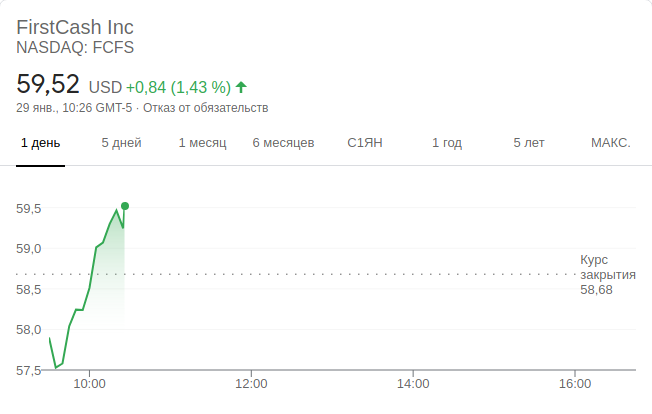 FirstCash Inc
NASDAQ: FCFS
59,52 USD +0,84 (1,43 %)
29 янв., 10:26 GMT-5 · Отказ от обязательств
1 день 5 дней 1 месяц 6 месяцев С1ЯН 1 год 5 лет МАКС.
59,5
59,0
Курс
закрытия
58,68
58,5
58,0
57,5
10:00 12:00 14:00 16:00